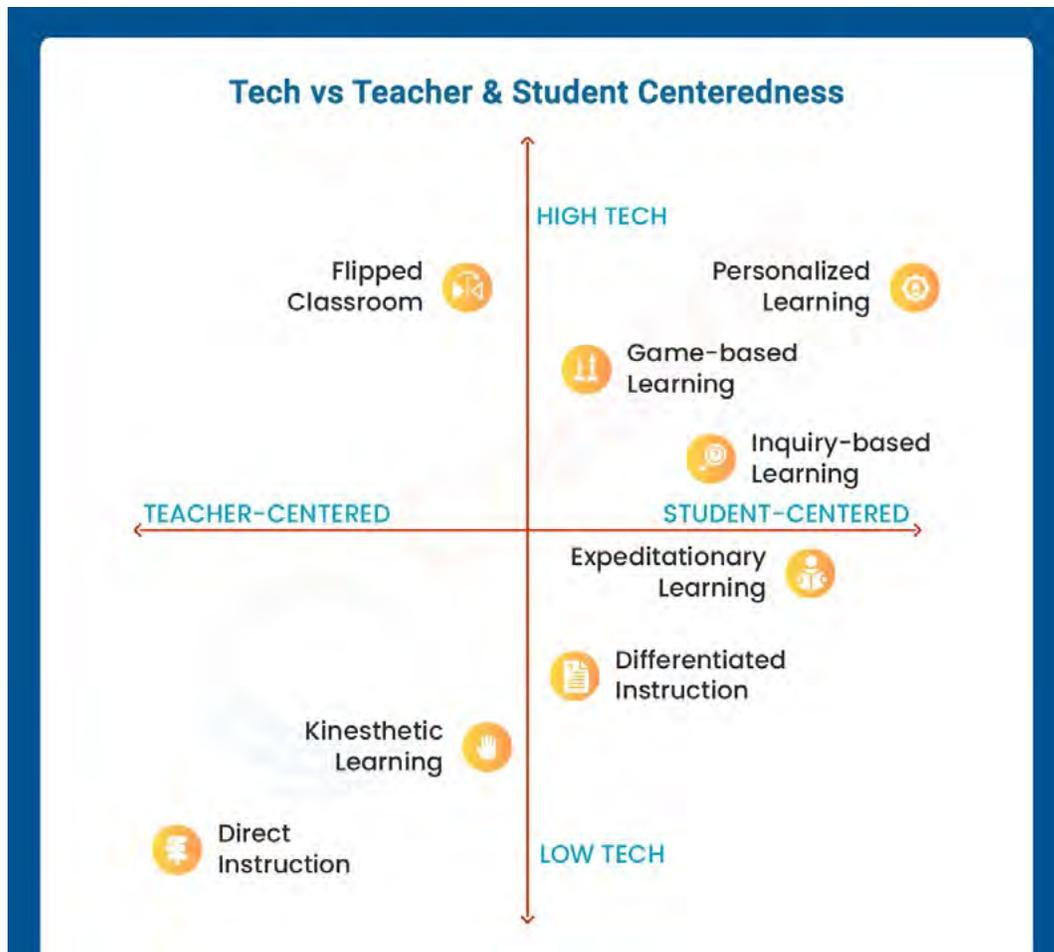 Tech vs Teacher & Student Centeredness
HIGH TECH
Flipped
Classroom
Personalized
Learning
Game-based
Learning
Inquiry-based
Learning
TEACHER-CENTERED
STUDENT-CENTERED
Expeditationary
Learning
Differentiated
Instruction
Kinesthetic
Learning
Direct
Instruction
LOW TECH